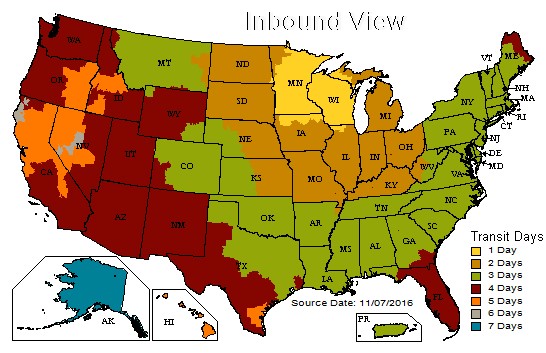 Inbound View
WA
OR
CA
NV
ID
MT
WY
UT
AZ
CO
NM
ND
SD
NE
KS
OK
TX
MN
IA
MO
AR
LA
WI
IL
IN
MI
OH
KY
TN
MS
AL
GA
FL
SC
NC
VA
WV
PA
NY
VT
ME
NH
MA
RI
CT
NJ
DE
MD
AK
HI
PR
Source Date: 11/07/2016
Transit Days
1 Day
2 Days
3 Days
4 Days
5 Days
6 Days
7 Days